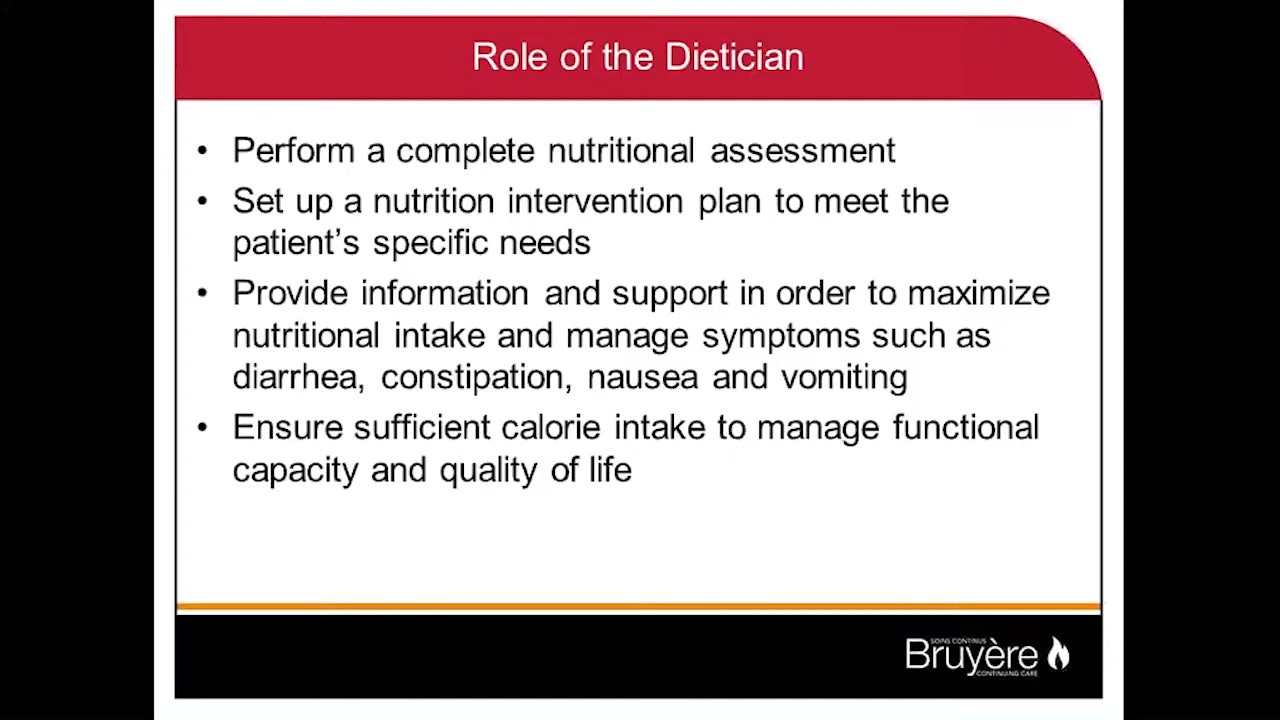 Role of the Dietician
• Perform a complete nutritional assessment
• Set up a nutrition intervention plan to meet the
patient’s specific needs
• Provide information and support in order to maximize
nutritional intake and manage symptoms such as
diarrhea, constipation, nausea and vomiting
• Ensure sufficient calorie intake to manage functional
capacity and quality of life
SOINS CONTINUS
Bruyère
CONTINUING CARE